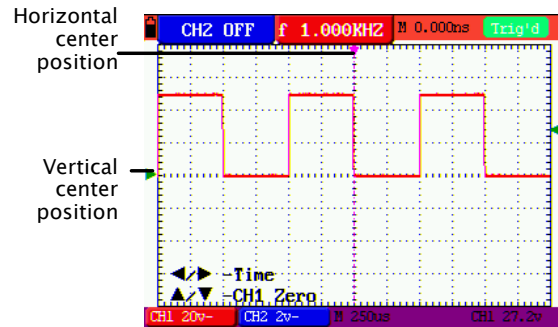 Horizontal
center
position
CH2 OFF f 1.000KHZ M 0.000ns Trig'd
Vertical
center
position
◄/► -Time
▲/▼ -CH1 Zero
CH1 20v- CH2 2v- M 250us CH1 27.2v